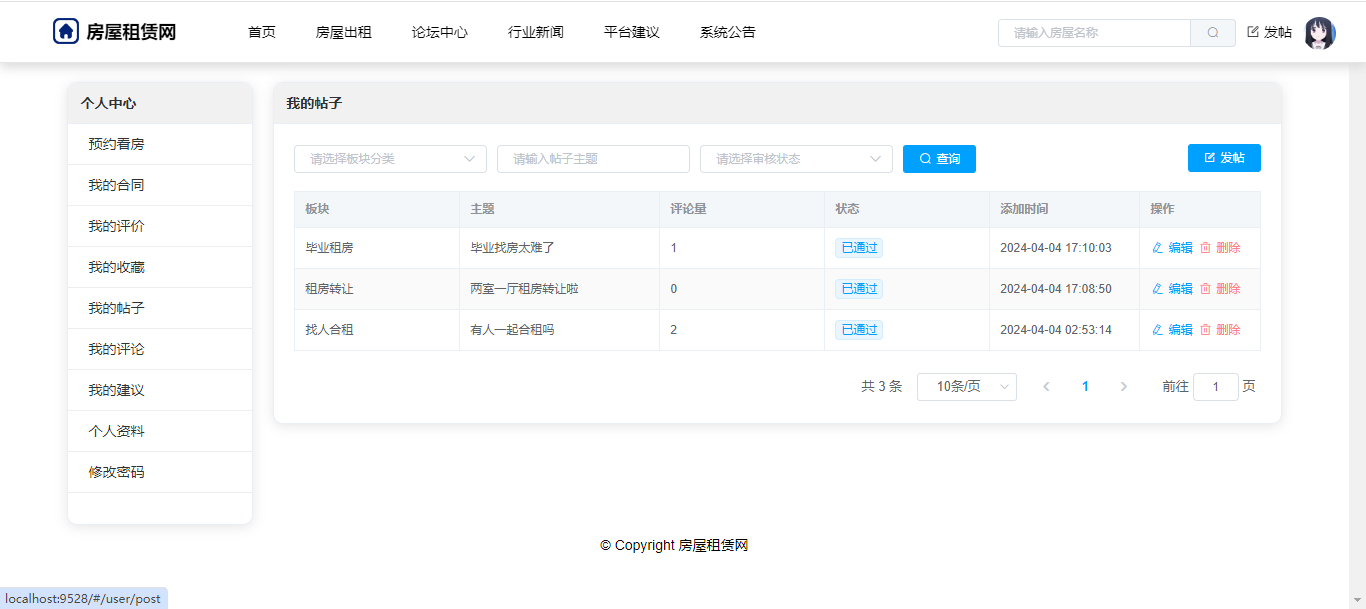 房屋租赁网 首页 房屋出租 论坛中心 行业新闻 平台建议 系统公告 请输入房屋名称 发帖
个人中心
预约看房
我的合同
我的评价
我的收藏
我的帖子
我的评论
我的建议
个人资料
修改密码
我的帖子
请选择板块分类 请输入帖子主题 请选择审核状态 查询 发帖
板块 主题 评论量 状态 添加时间 操作
毕业租房 毕业找房太难了 1 已通过 2024-04-04 17:10:03 编辑 删除
租房转让 两室一厅租房转让啦 0 已通过 2024-04-04 17:08:50 编辑 删除
找人合租 有人一起合租吗 2 已通过 2024-04-04 02:53:14 编辑 删除
共 3 条 10条/页 1 前往 1 页
© Copyright 房屋租赁网
localhost:9528/#/user/post